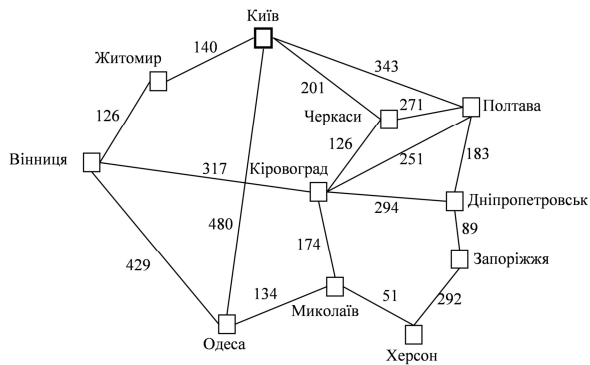 Київ
Житомир
140
343
201
Черкаси
271
Полтава
126
126
251
183
Вінниця
317
Кіровоград
294
Дніпропетровськ
480
174
89
429
Запоріжжя
134
51
292
Миколаїв
Одеса
Херсон